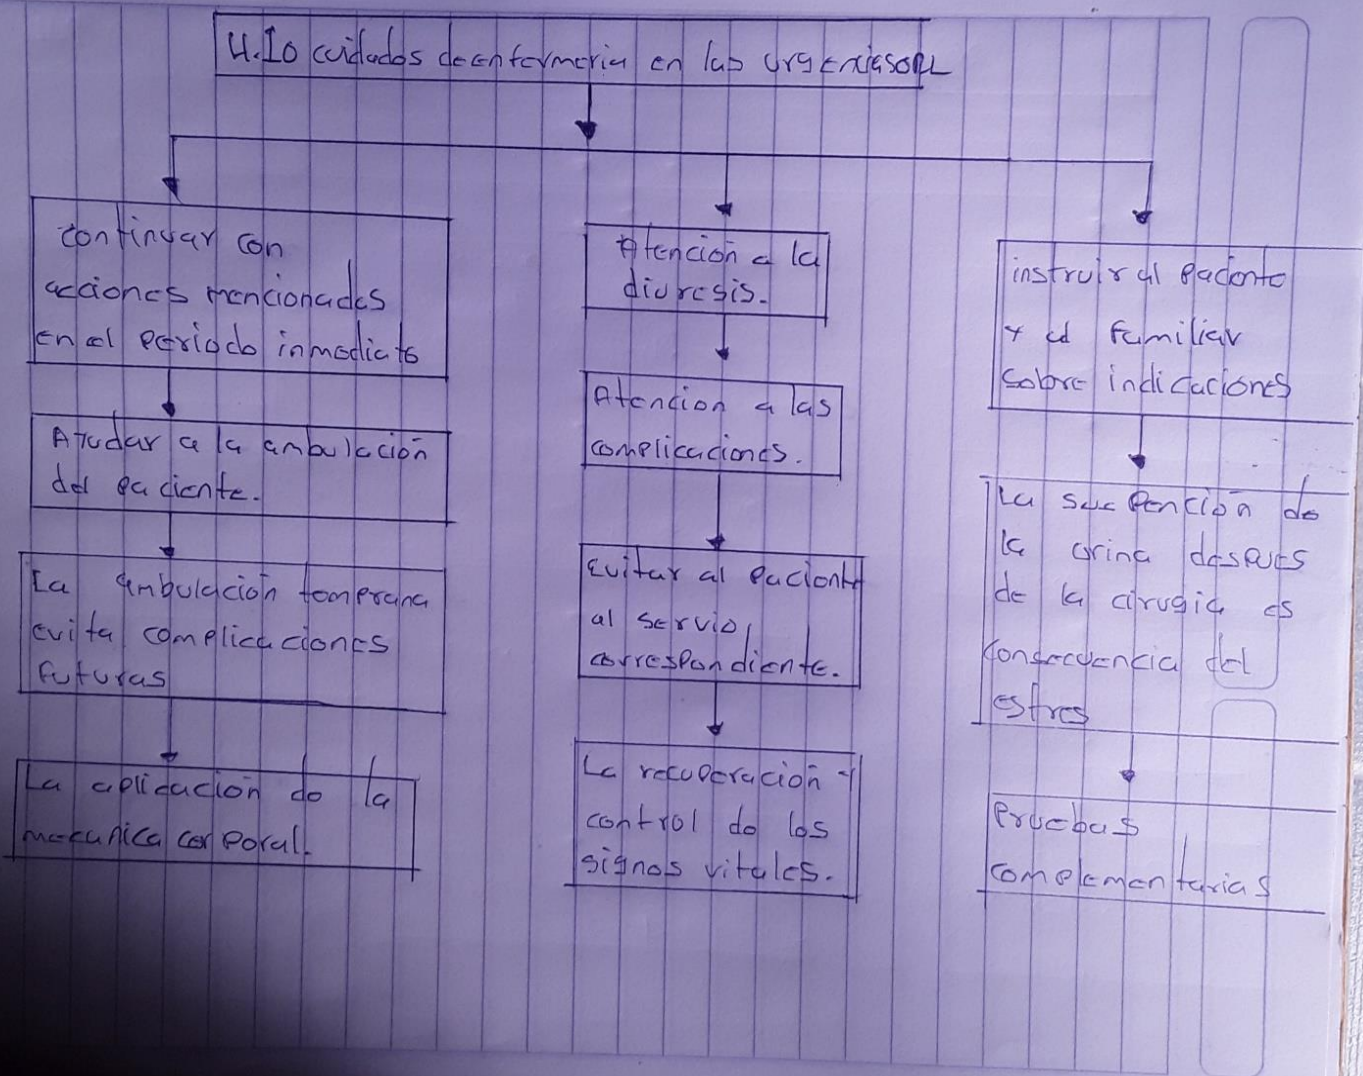 4.10 cuidados de enfermeria en las urgenciasORL
continuar con
acciones mencionadas
en el periodo inmediato
Ayudar a la ambulación
del paciente.
La ambulación temprana
evita complicaciones
futuras
La aplicación de la
mecanica corporal.
Atención a la
diuresis.
Atencion a las
complicaciones.
Evitar al paciente
al servio
correspondiente.
La recuperación y
control de los
signos vitales.
instruir al paciente
y al familiar
sobre indicaciones
La suspención de
la orina despues
de la cirugia es
consecuencia del
estres
Pruebas
complementarias